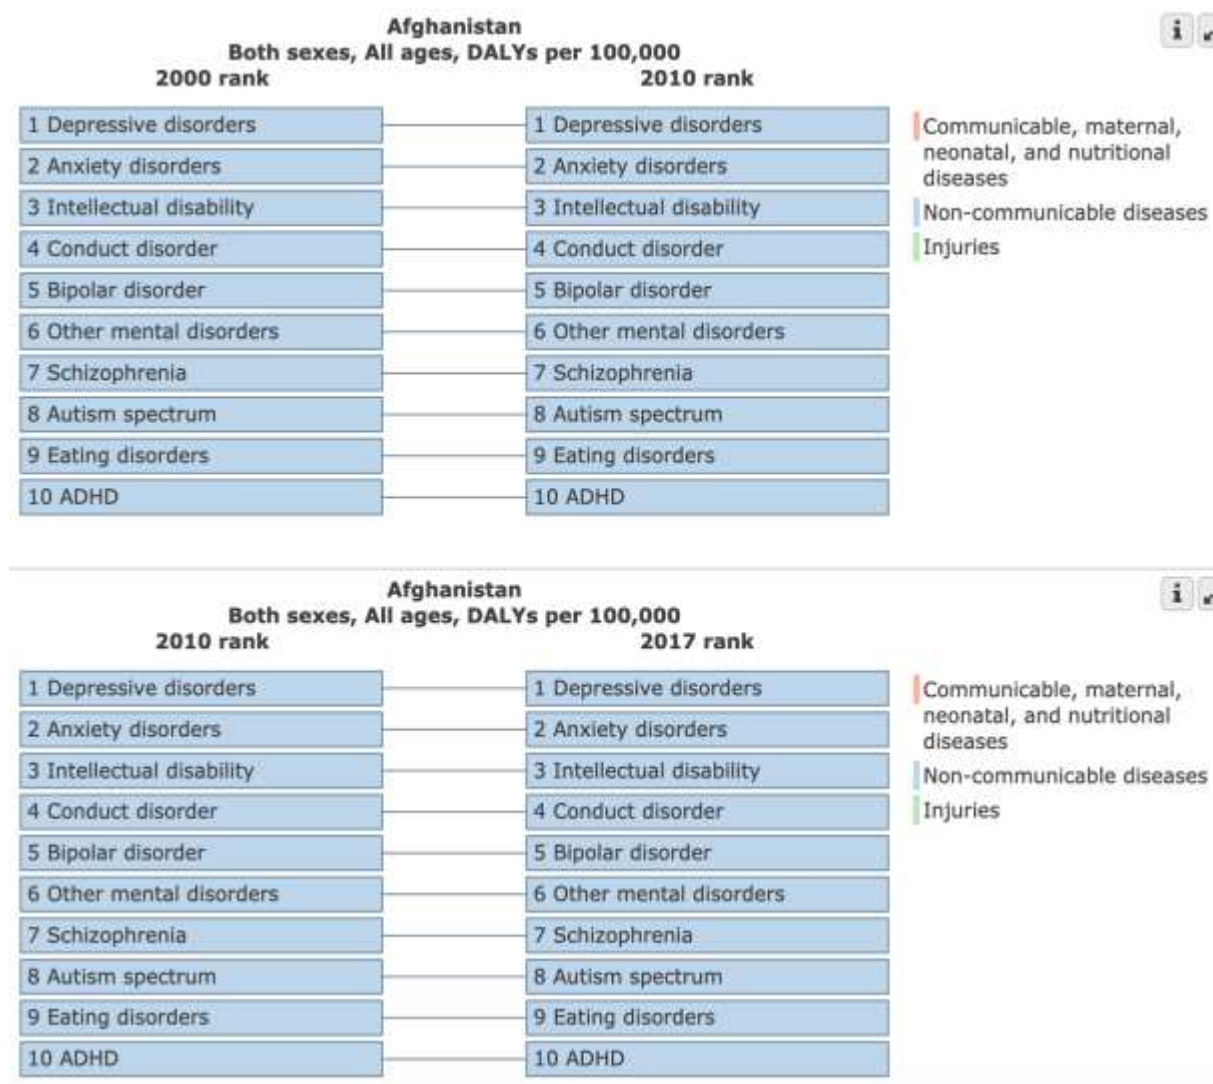 Afghanistan
Both sexes, All ages, DALYs per 100,000
2000 rank
2010 rank
1 Depressive disorders
1 Depressive disorders
2 Anxiety disorders
2 Anxiety disorders
3 Intellectual disability
3 Intellectual disability
4 Conduct disorder
4 Conduct disorder
5 Bipolar disorder
5 Bipolar disorder
6 Other mental disorders
6 Other mental disorders
7 Schizophrenia
7 Schizophrenia
8 Autism spectrum
8 Autism spectrum
9 Eating disorders
9 Eating disorders
10 ADHD
10 ADHD
Communicable, maternal,
neonatal, and nutritional
diseases
Non-communicable diseases
Injuries
i
Afghanistan
Both sexes, All ages, DALYs per 100,000
2010 rank
2017 rank
1 Depressive disorders
1 Depressive disorders
2 Anxiety disorders
2 Anxiety disorders
3 Intellectual disability
3 Intellectual disability
4 Conduct disorder
4 Conduct disorder
5 Bipolar disorder
5 Bipolar disorder
6 Other mental disorders
6 Other mental disorders
7 Schizophrenia
7 Schizophrenia
8 Autism spectrum
8 Autism spectrum
9 Eating disorders
9 Eating disorders
10 ADHD
10 ADHD
Communicable, maternal,
neonatal, and nutritional
diseases
Non-communicable diseases
Injuries
i